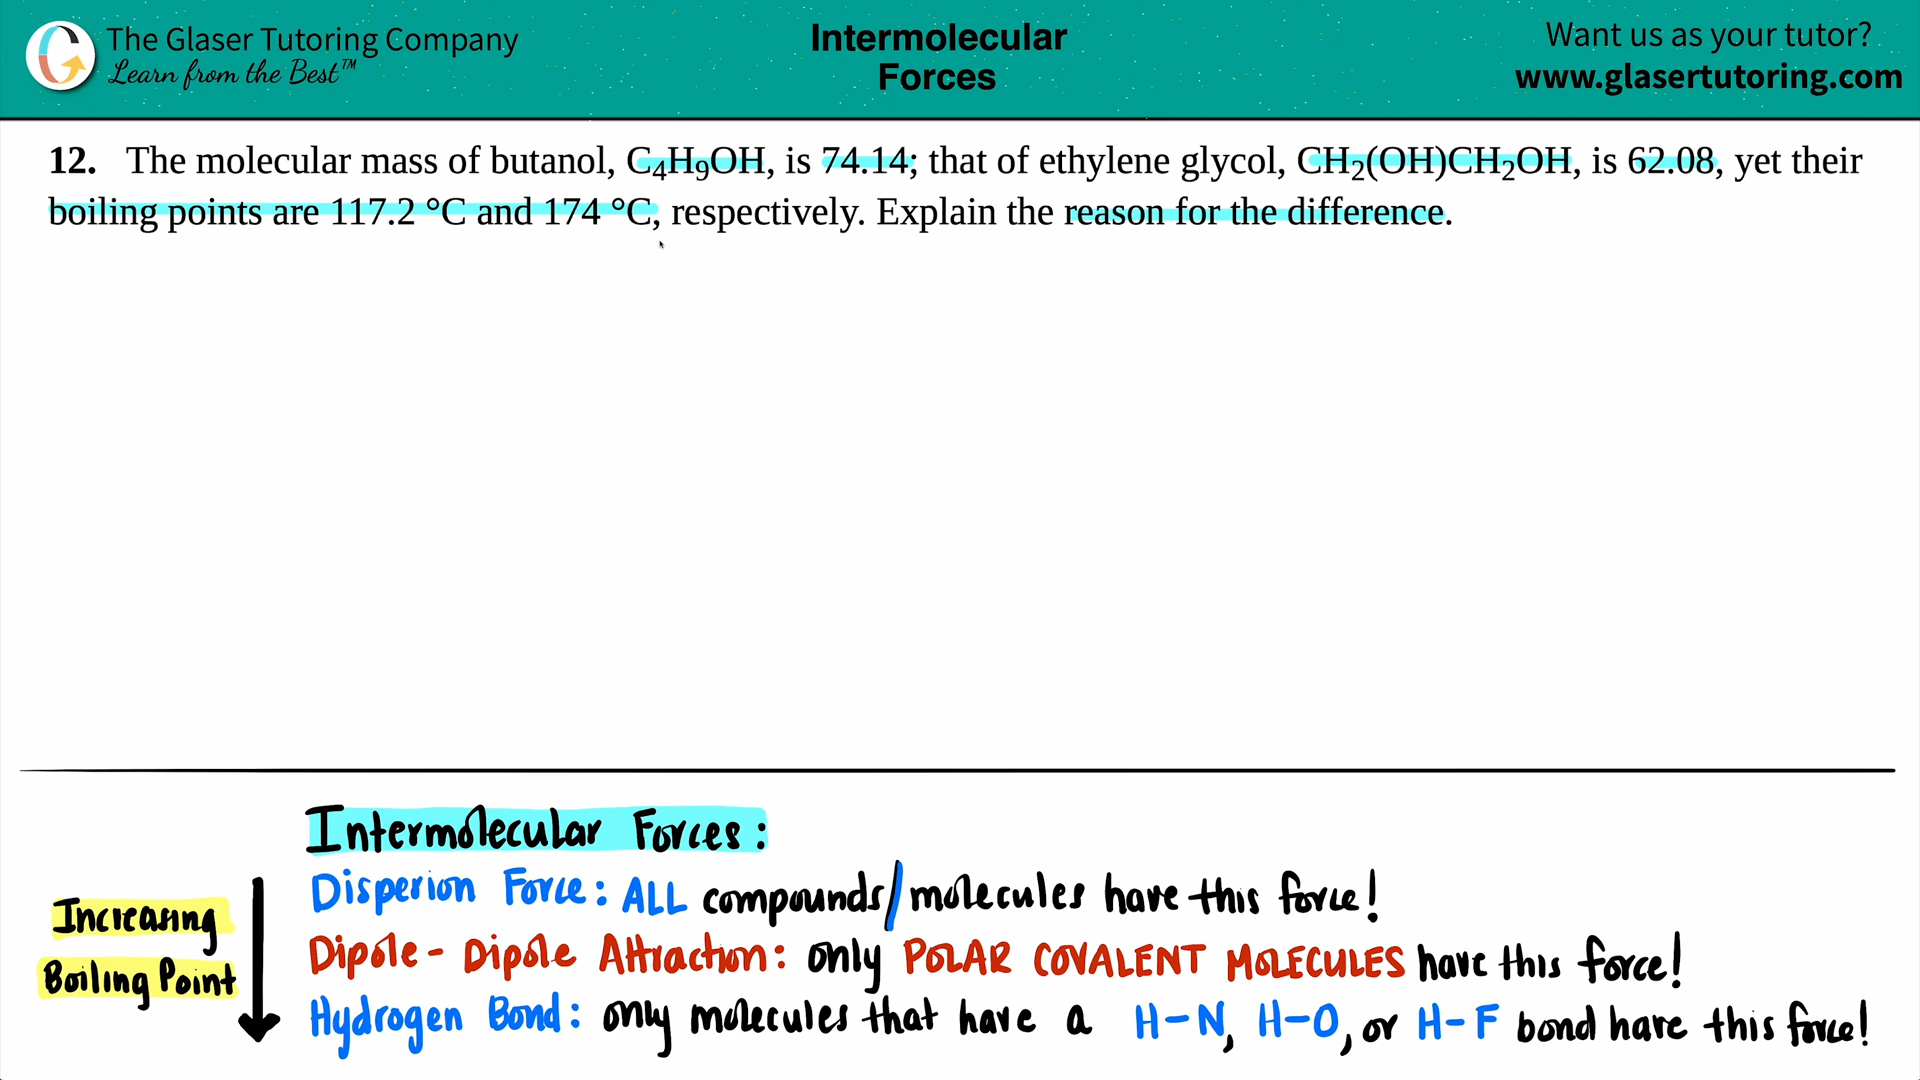 The Glaser Tutoring Company
Learn from the Best™
Intermolecular
Forces
Want us as your tutor?
www.glasertutoring.com
12. The molecular mass of butanol, C₄H₉OH, is 74.14; that of ethylene glycol, CH₂(OH)CH₂OH, is 62.08, yet their
boiling points are 117.2 °C and 174 °C, respectively. Explain the reason for the difference.
Intermolecular Forces:
Disperion Force: ALL compounds/molecules have this force!
Dipole-Dipole Attraction: only POLAR COVALENT MOLECULES have this force!
Hydrogen Bond: only molecules that have a H-N, H-O, or H-F bond have this force!
Increasing
Boiling Point